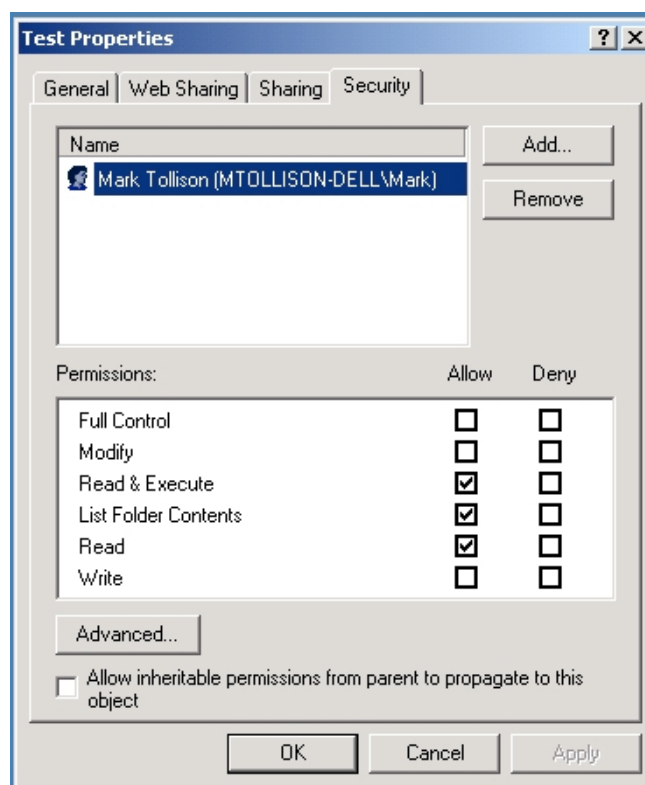 Test Properties
General Web Sharing Sharing Security
Name
Add...
Mark Tollison (MTOLLISON-DELL\Mark)
Remove
Permissions: Allow Deny
Full Control
Modify
Read & Execute
List Folder Contents
Read
Write
Advanced...
Allow inheritable permissions from parent to propagate to this
object
OK Cancel Apply